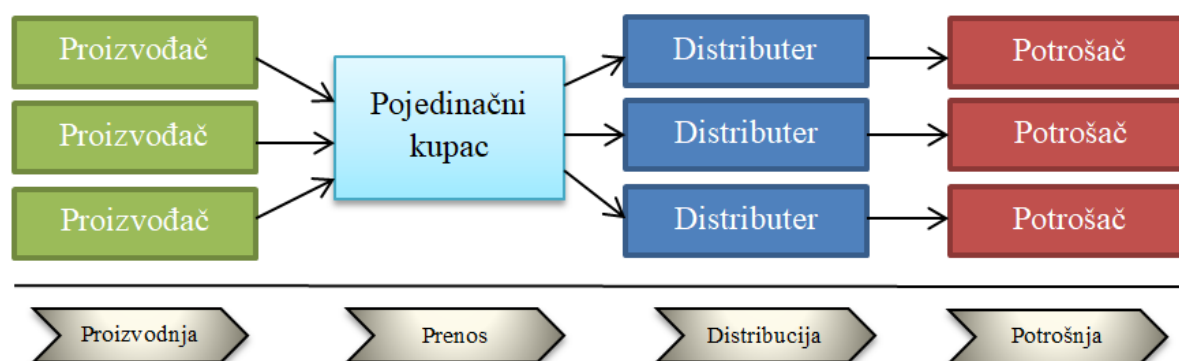 Proizvođač
Distributer
Potrošač
Pojedinačni
kupac
Proizvođač
Distributer
Potrošač
Proizvođač
Distributer
Potrošač
Proizvodnja
Prenos
Distribucija
Potrošnja